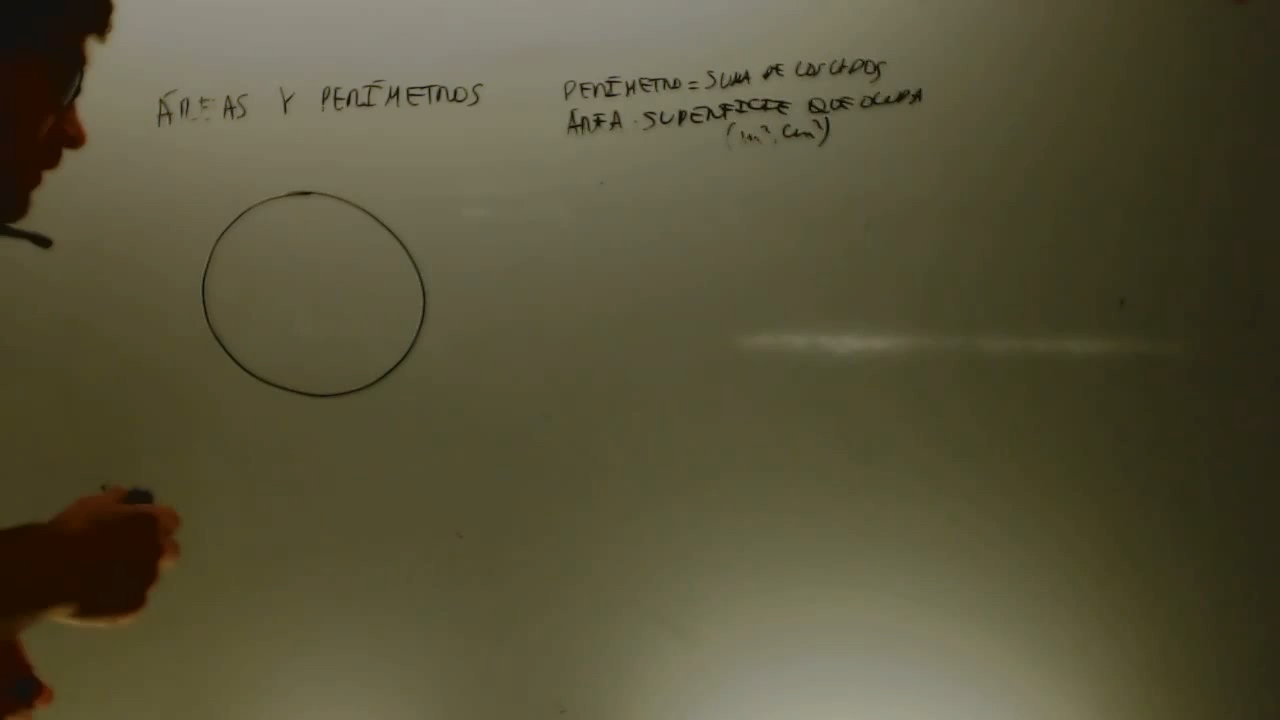 ÁREAS Y PERÍMETROS
PERÍMETRO = SUMA DE LOS LADOS
ÁREA. SUPERFICIE QUE OCUPA
(m², cm²)